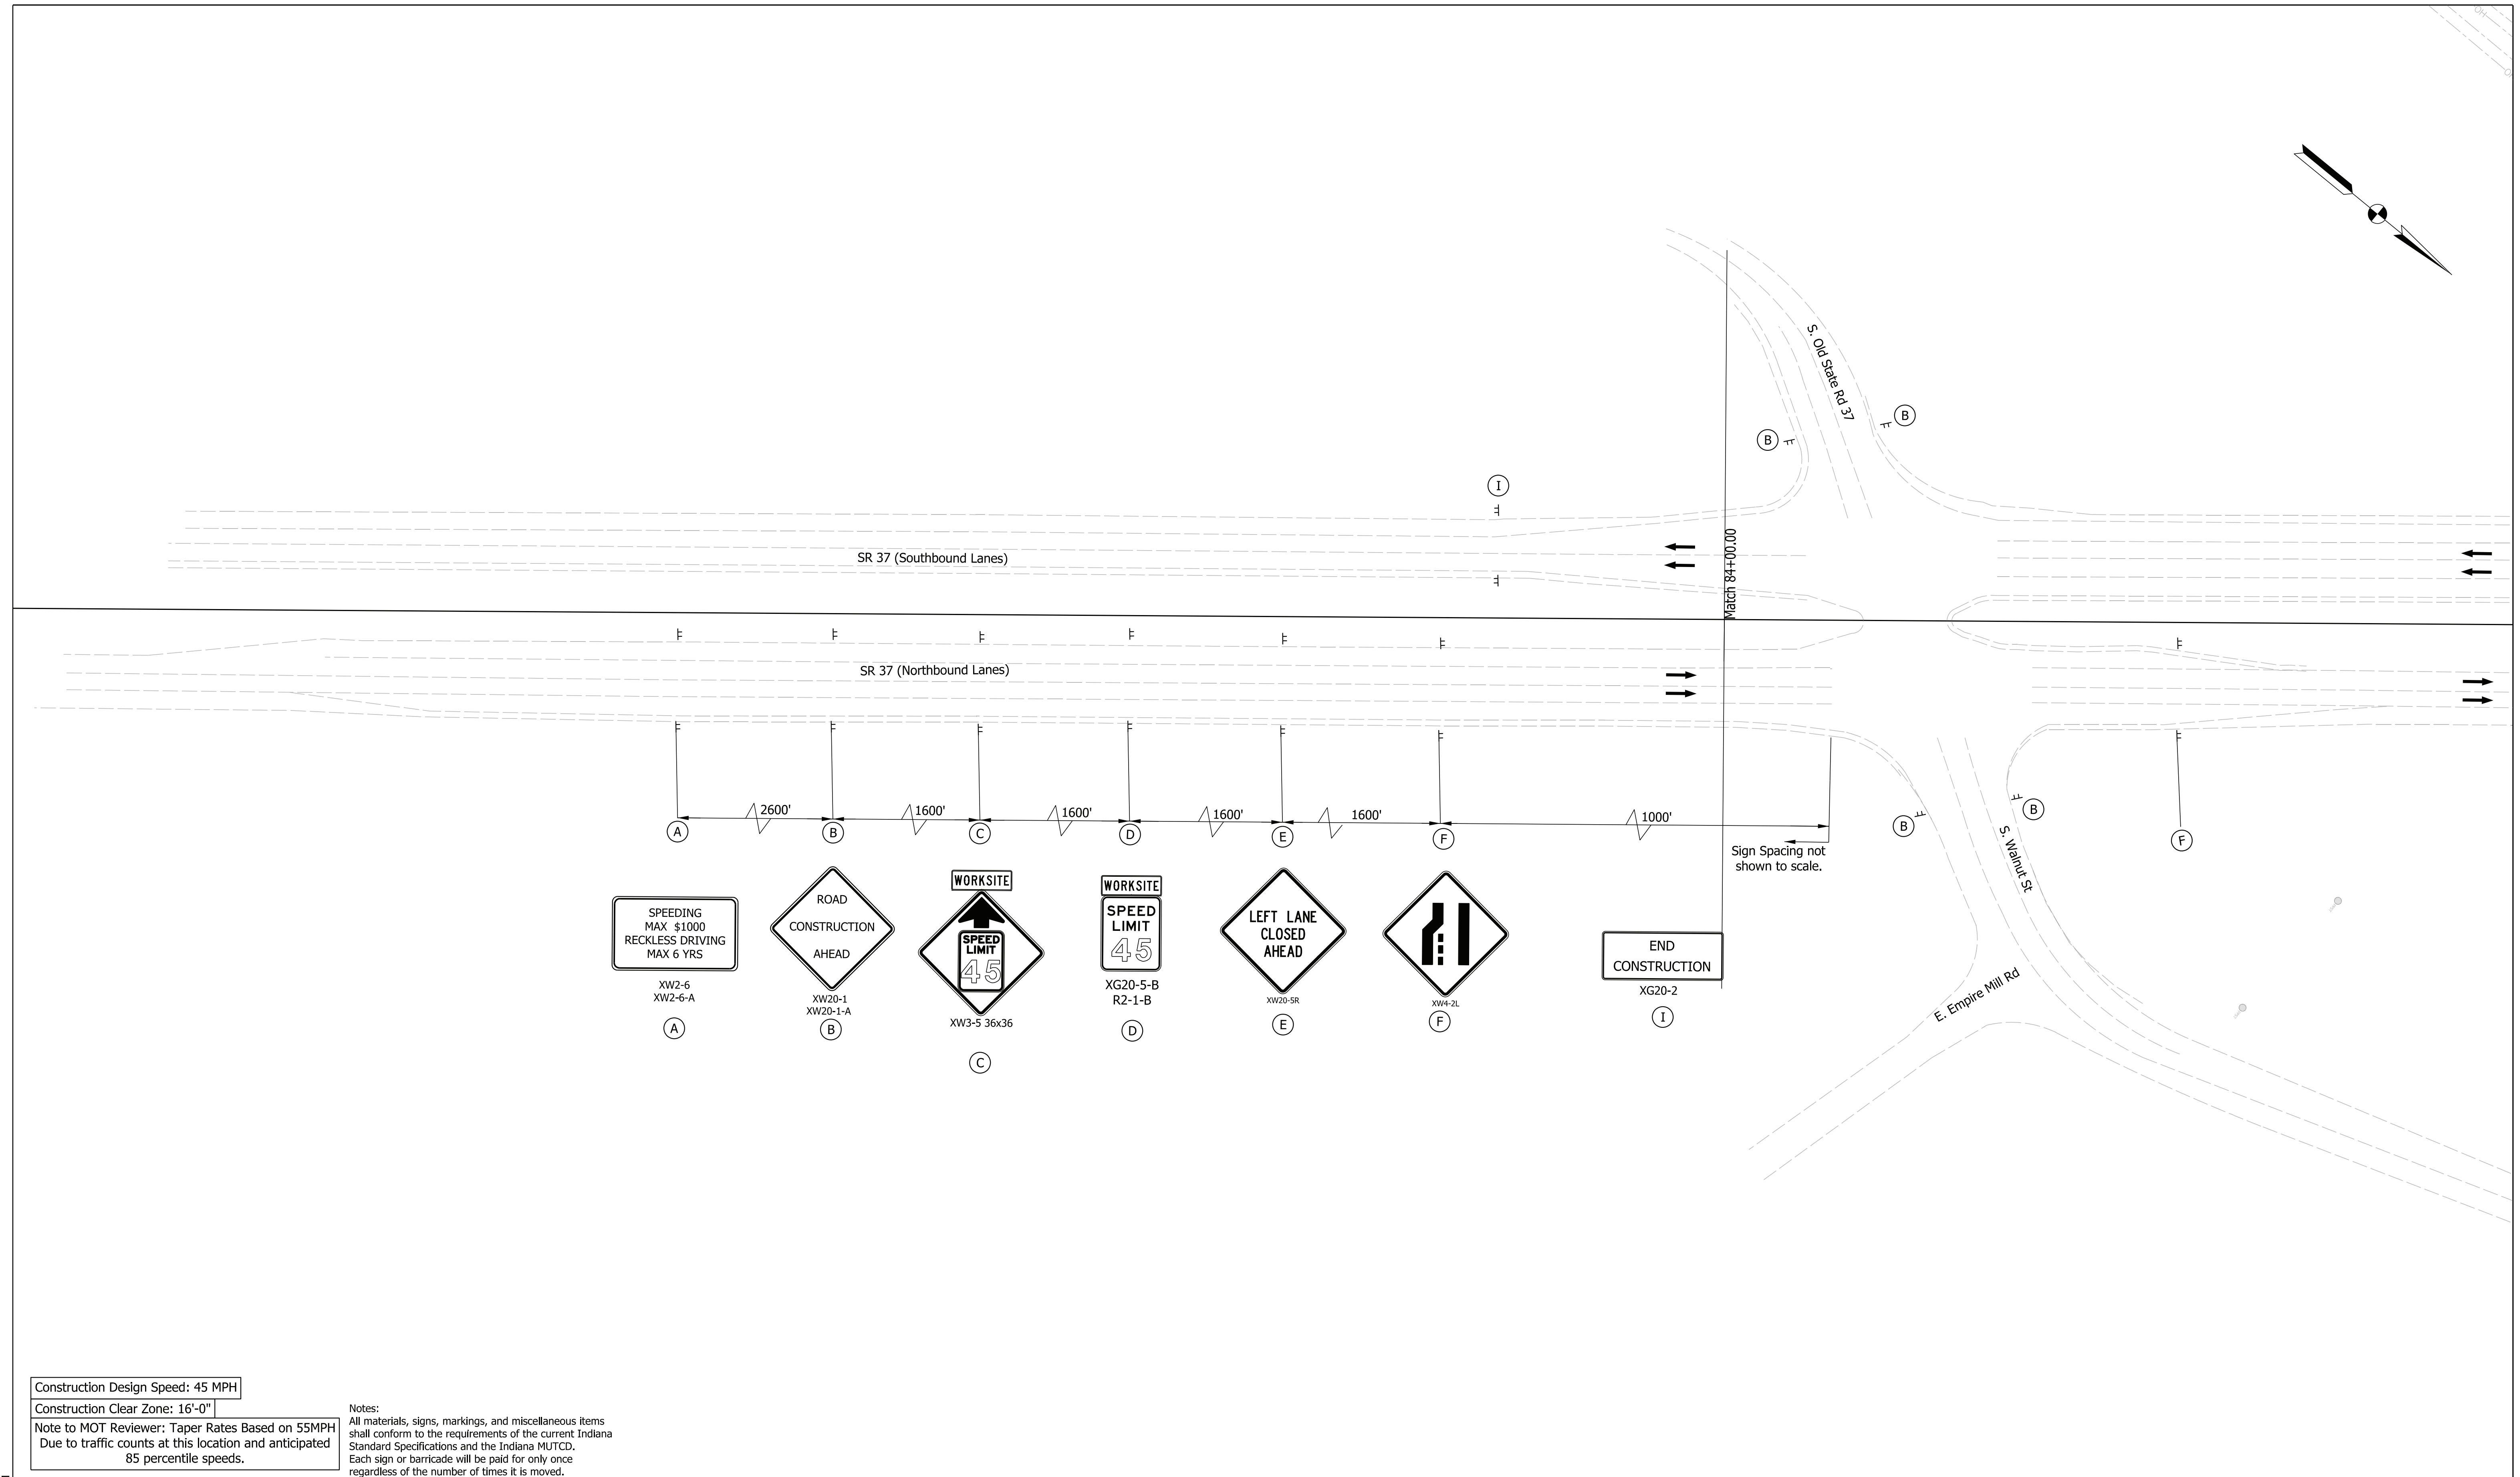 OH
OH
S. Old State Rd 37
B
B
I
Match 84+00.00
SR 37 (Southbound Lanes)
SR 37 (Northbound Lanes)
2600'
1600'
1600'
1600'
1600'
1000'
A
B
C
D
E
F
Sign Spacing not
shown to scale.
B
B
F
S. Walnut St
E. Empire Mill Rd
SPEEDING
MAX $1000
RECKLESS DRIVING
MAX 6 YRS
XW2-6
XW2-6-A
A
ROAD
CONSTRUCTION
AHEAD
XW20-1
XW20-1-A
B
WORKSITE
SPEED
LIMIT
45
XW3-5 36x36
C
WORKSITE
SPEED
LIMIT
45
XG20-5-B
R2-1-B
D
LEFT LANE
CLOSED
AHEAD
XW20-5R
E
XW4-2L
F
END
CONSTRUCTION
XG20-2
I
Construction Design Speed: 45 MPH
Construction Clear Zone: 16'-0"
Note to MOT Reviewer: Taper Rates Based on 55MPH
Due to traffic counts at this location and anticipated
85 percentile speeds.
Notes:
All materials, signs, markings, and miscellaneous items
shall conform to the requirements of the current Indiana
Standard Specifications and the Indiana MUTCD.
Each sign or barricade will be paid for only once
regardless of the number of times it is moved.